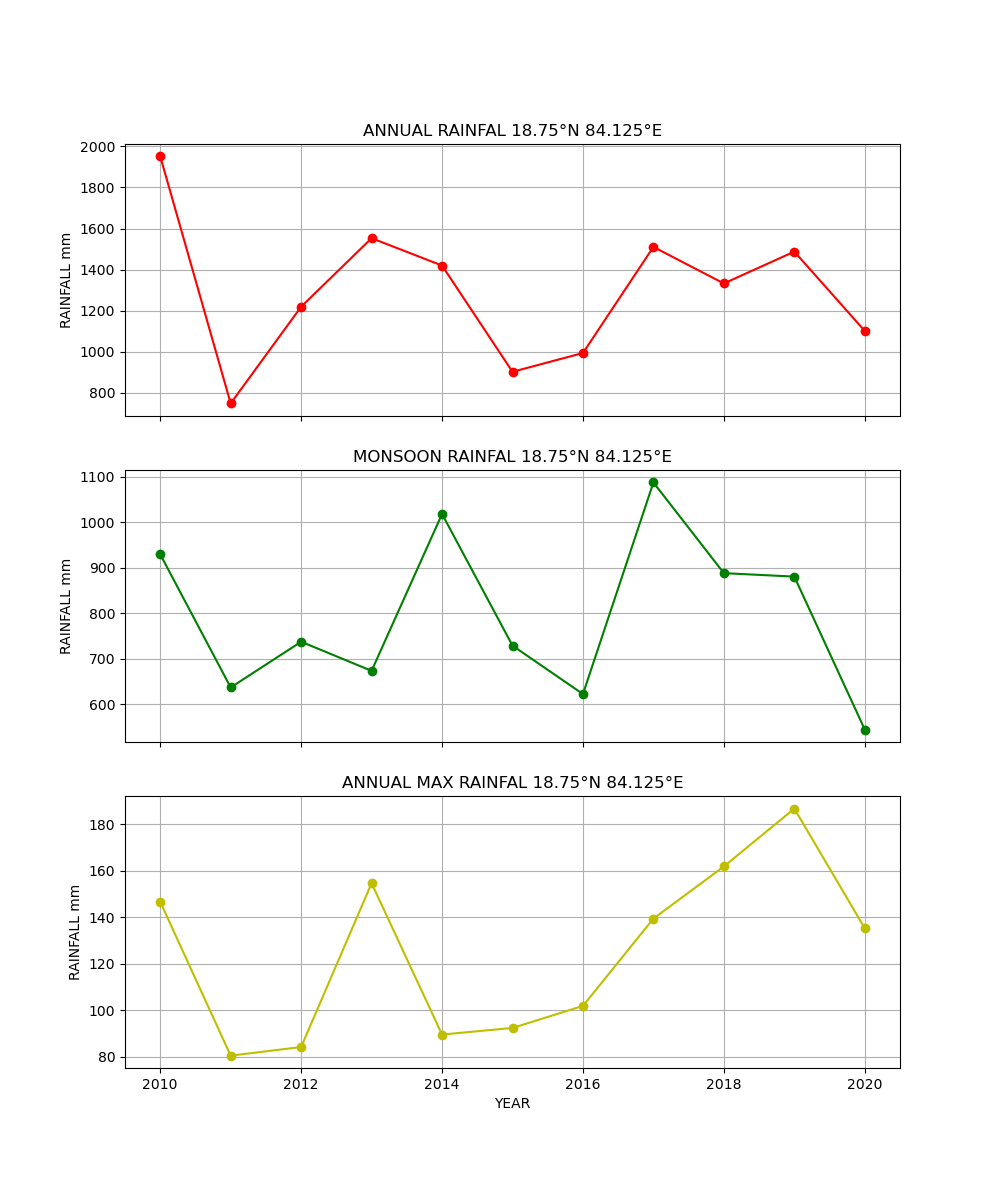 ANNUAL RAINFAL 18.75°N 84.125°E
2000
1800
1600
1400
1200
1000
800
RAINFALL mm
MONSOON RAINFAL 18.75°N 84.125°E
1100
1000
900
800
700
600
RAINFALL mm
ANNUAL MAX RAINFAL 18.75°N 84.125°E
180
160
140
120
100
80
RAINFALL mm
2010 2012 2014 2016 2018 2020
YEAR